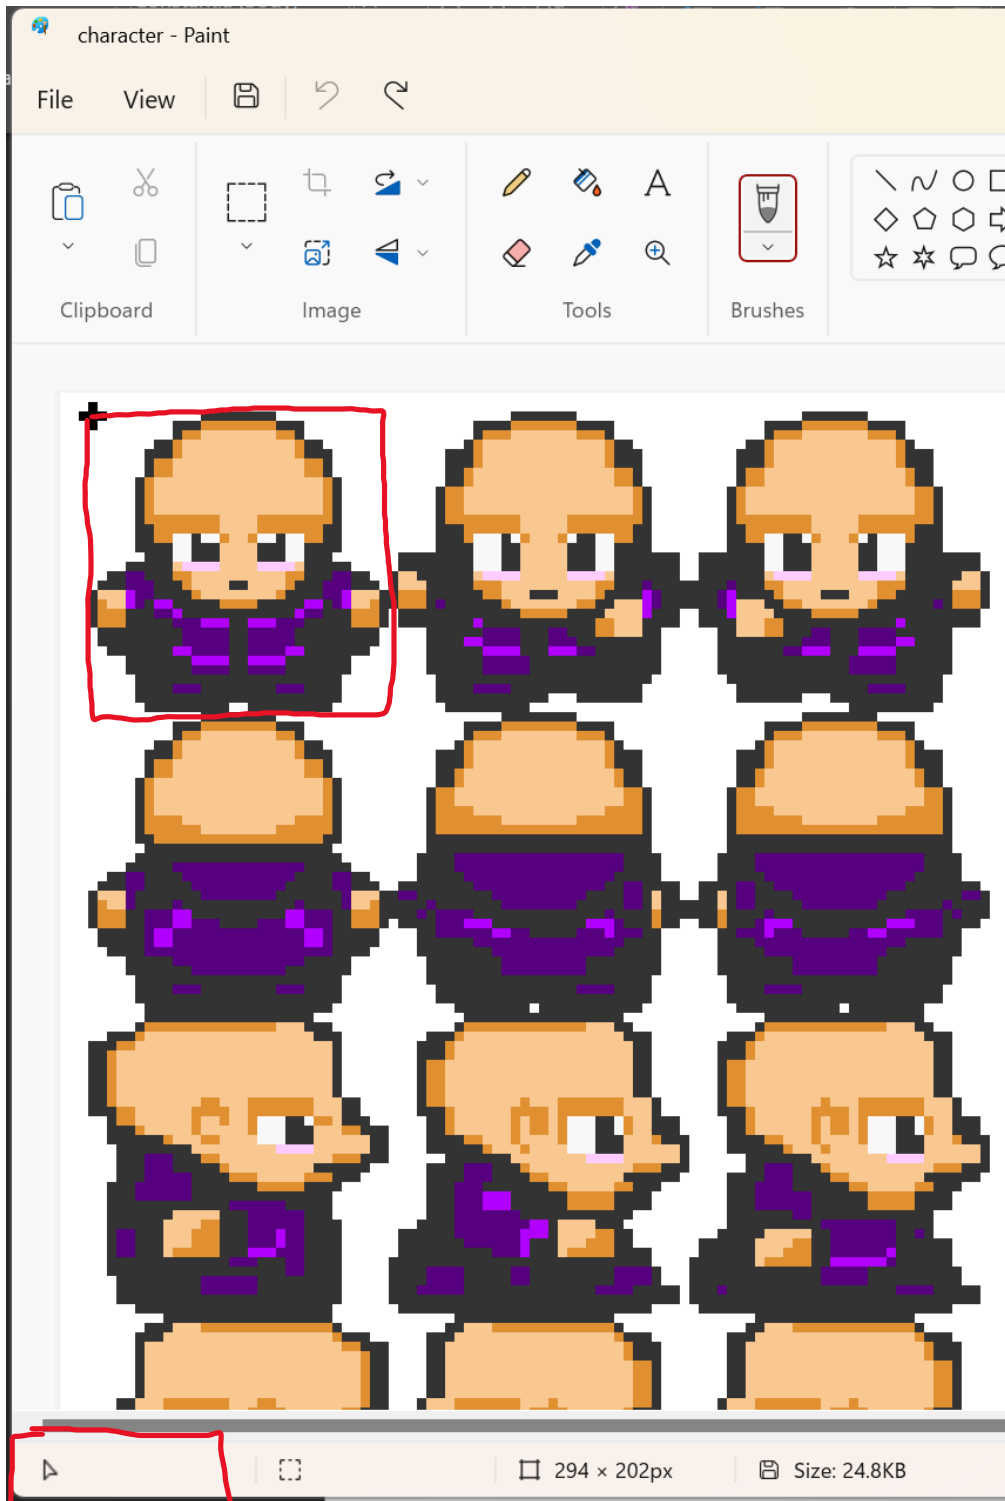 character - Paint
File View
Clipboard Image Tools Brushes
294 × 202px Size: 24.8KB